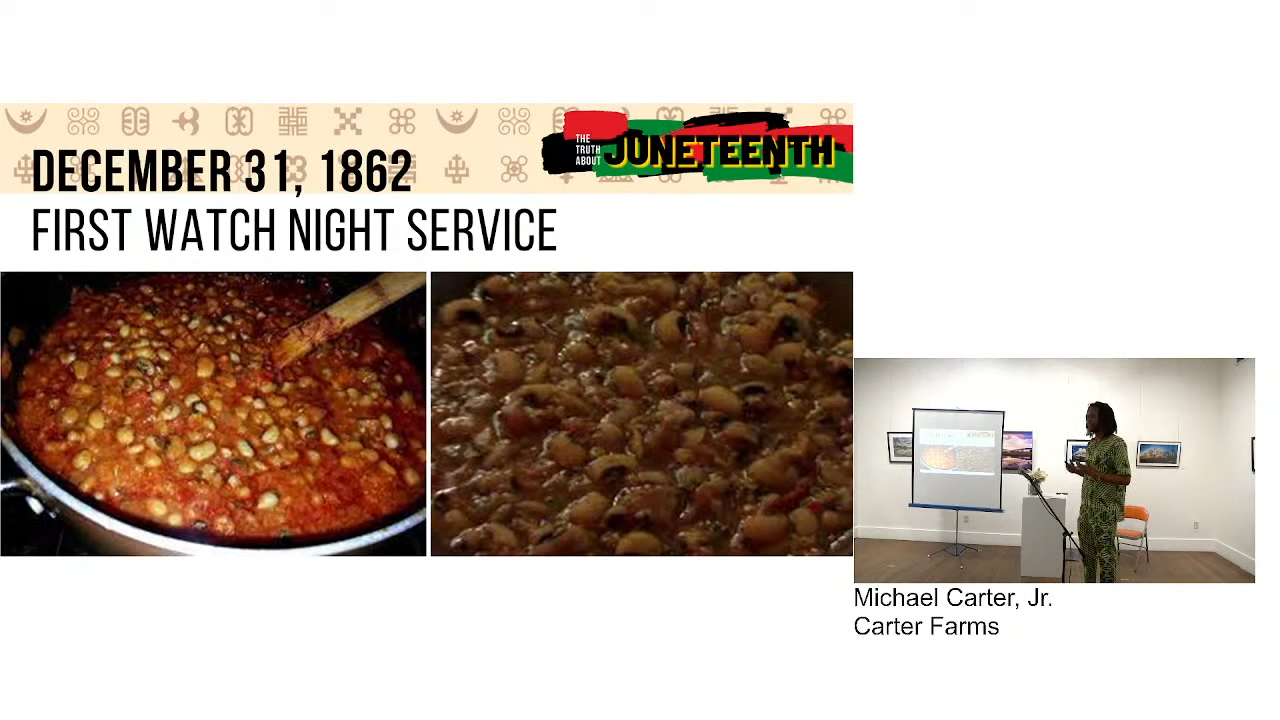 THE
TRUTH
ABOUT
JUNETEENTH
DECEMBER 31, 1862
FIRST WATCH NIGHT SERVICE
Michael Carter, Jr.
Carter Farms